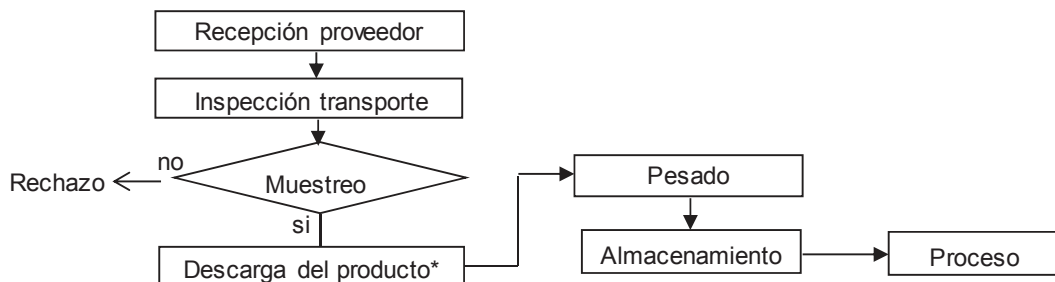 Recepción proveedor
Inspección transporte
no
Rechazo
Muestreo
si
Descarga del producto*
Pesado
Almacenamiento
Proceso